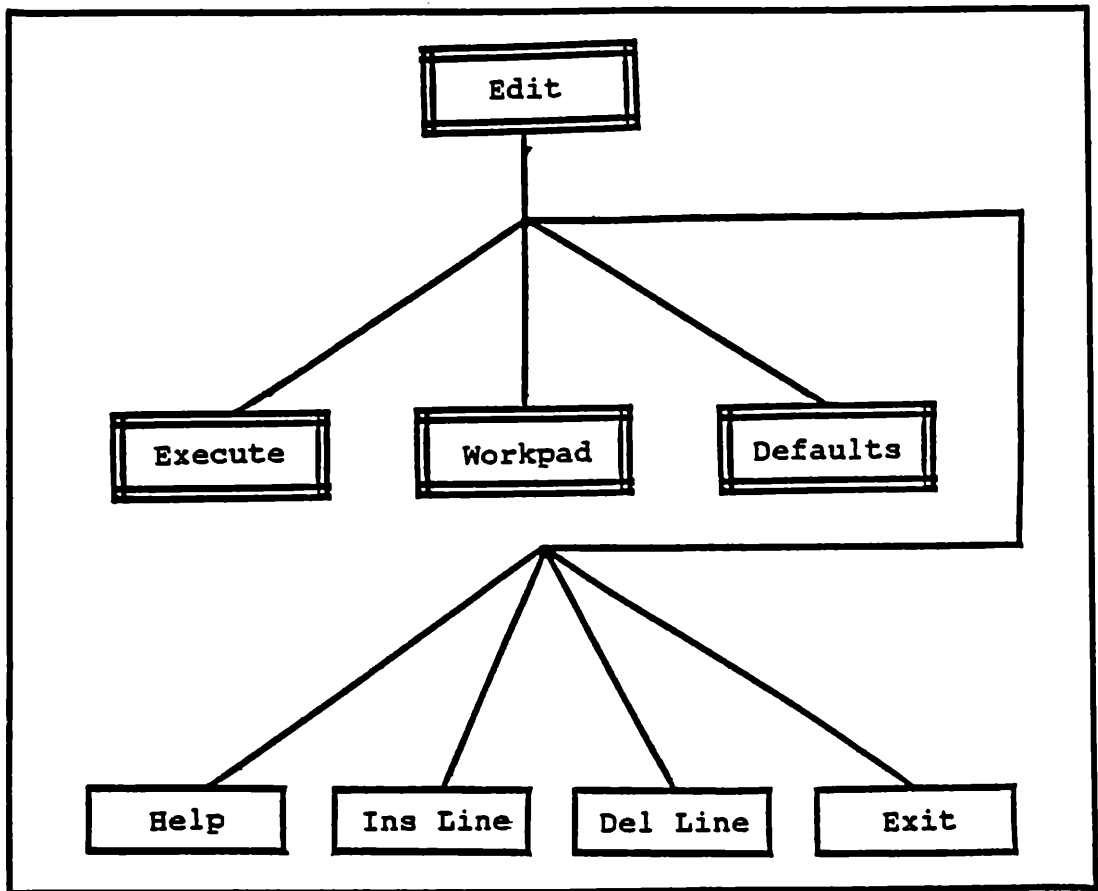 Edit
Execute
Workpad
Defaults
Help
Ins Line
Del Line
Exit